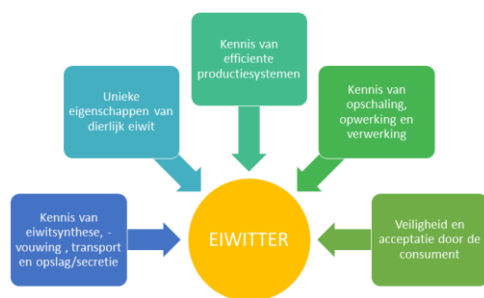 Kennis van
efficiente
productiesystemen
Unieke
eigenschappen van
dierlijk eiwit
Kennis van
opschaling,
opwerking en
verwerking
Kennis van
eiwitsynthese, -
vouwing , transport
en opslag/secretie
EIWITTER
Veiligheid en
acceptatie door de
consument